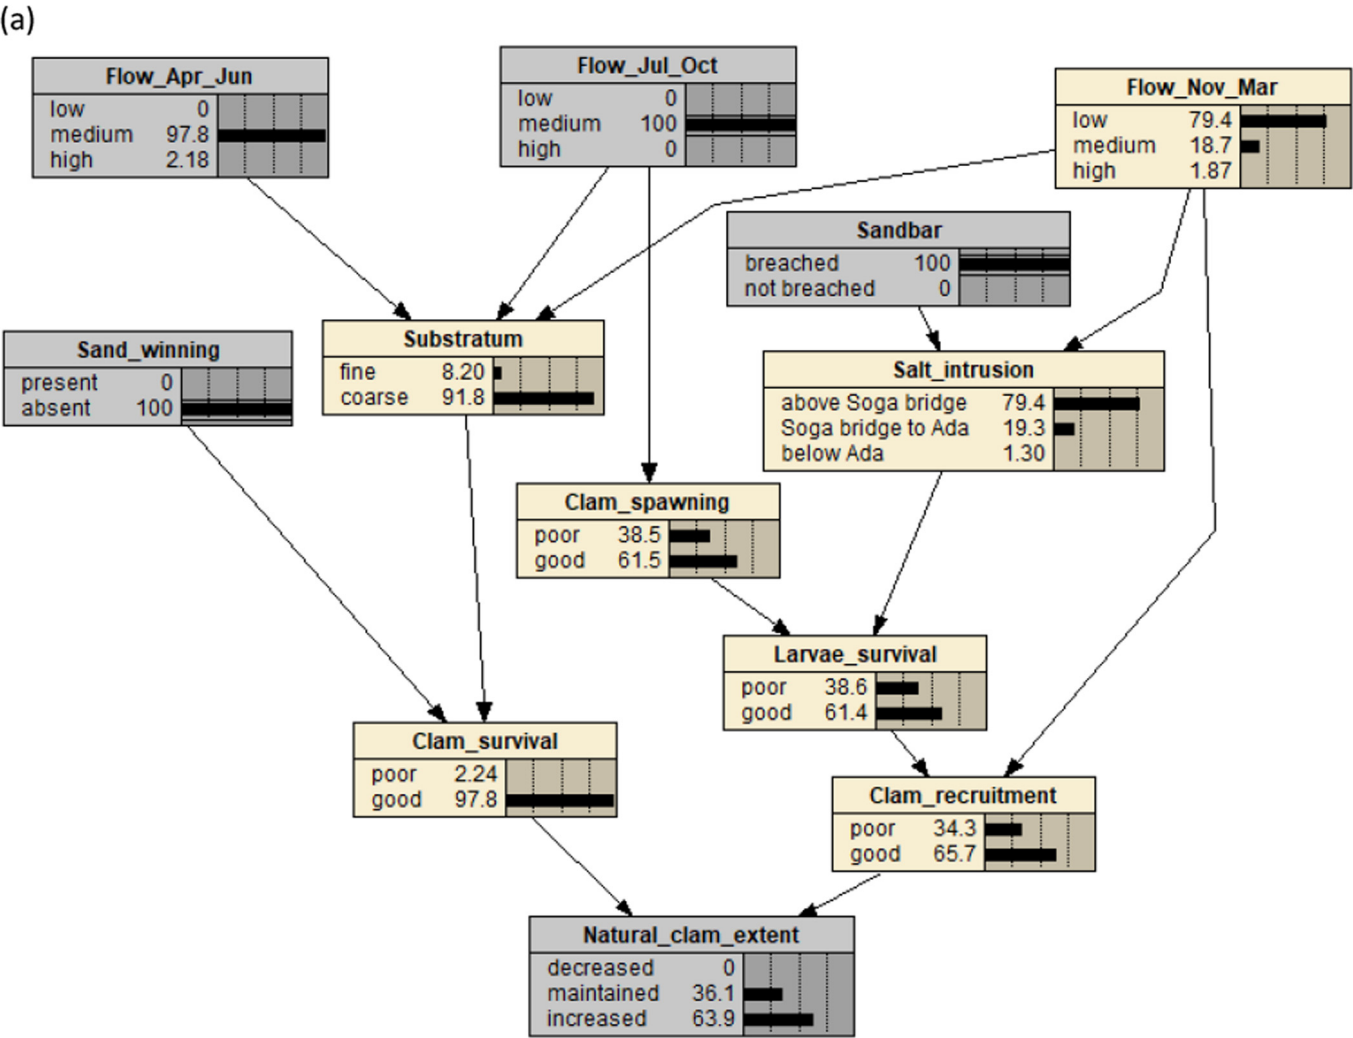 (a)
Flow_Apr_Jun
low 0
medium 97.8
high 2.18
Flow_Jul_Oct
low 0
medium 100
high 0
Flow_Nov_Mar
low 79.4
medium 18.7
high 1.87
Sandbar
breached 100
not breached 0
Sand_winning
present 0
absent 100
Substratum
fine 8.20
coarse 91.8
Salt_intrusion
above Soga bridge 79.4
Soga bridge to Ada 19.3
below Ada 1.30
Clam_spawning
poor 38.5
good 61.5
Larvae_survival
poor 38.6
good 61.4
Clam_survival
poor 2.24
good 97.8
Clam_recruitment
poor 34.3
good 65.7
Natural_clam_extent
decreased 0
maintained 36.1
increased 63.9